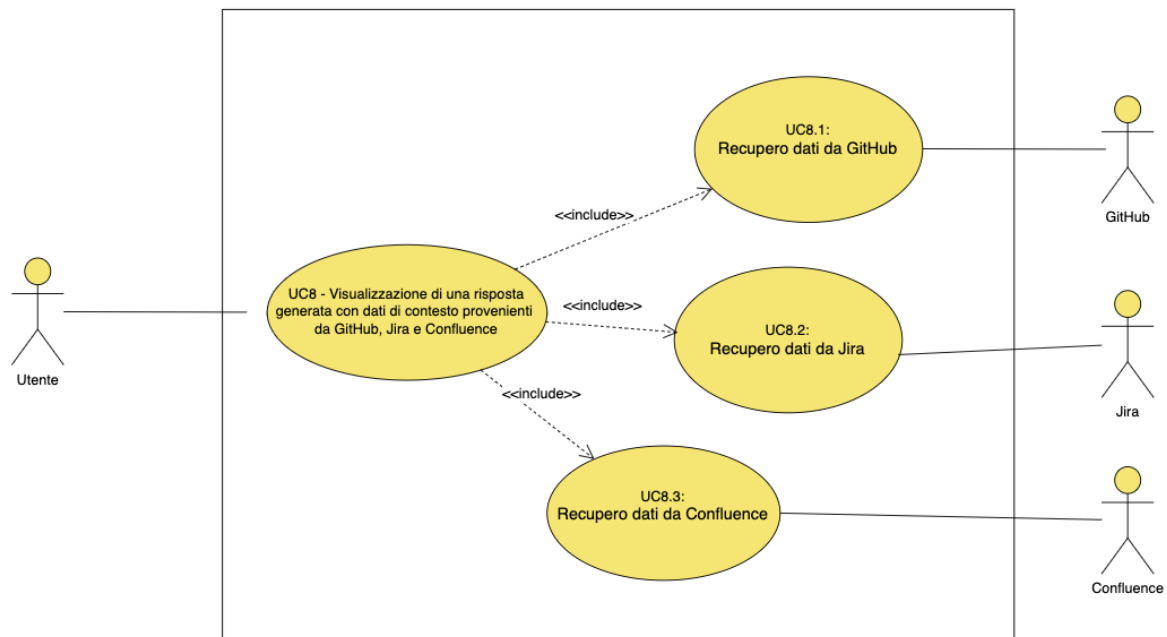 UC8.1:
Recupero dati da GitHub
GitHub
<<include>>
UC8 - Visualizzazione di una risposta
generata con dati di contesto provenienti
da GitHub, Jira e Confluence
<<include>>
UC8.2:
Recupero dati da Jira
Utente
<<include>>
Jira
UC8.3:
Recupero dati da Confluence
Confluence